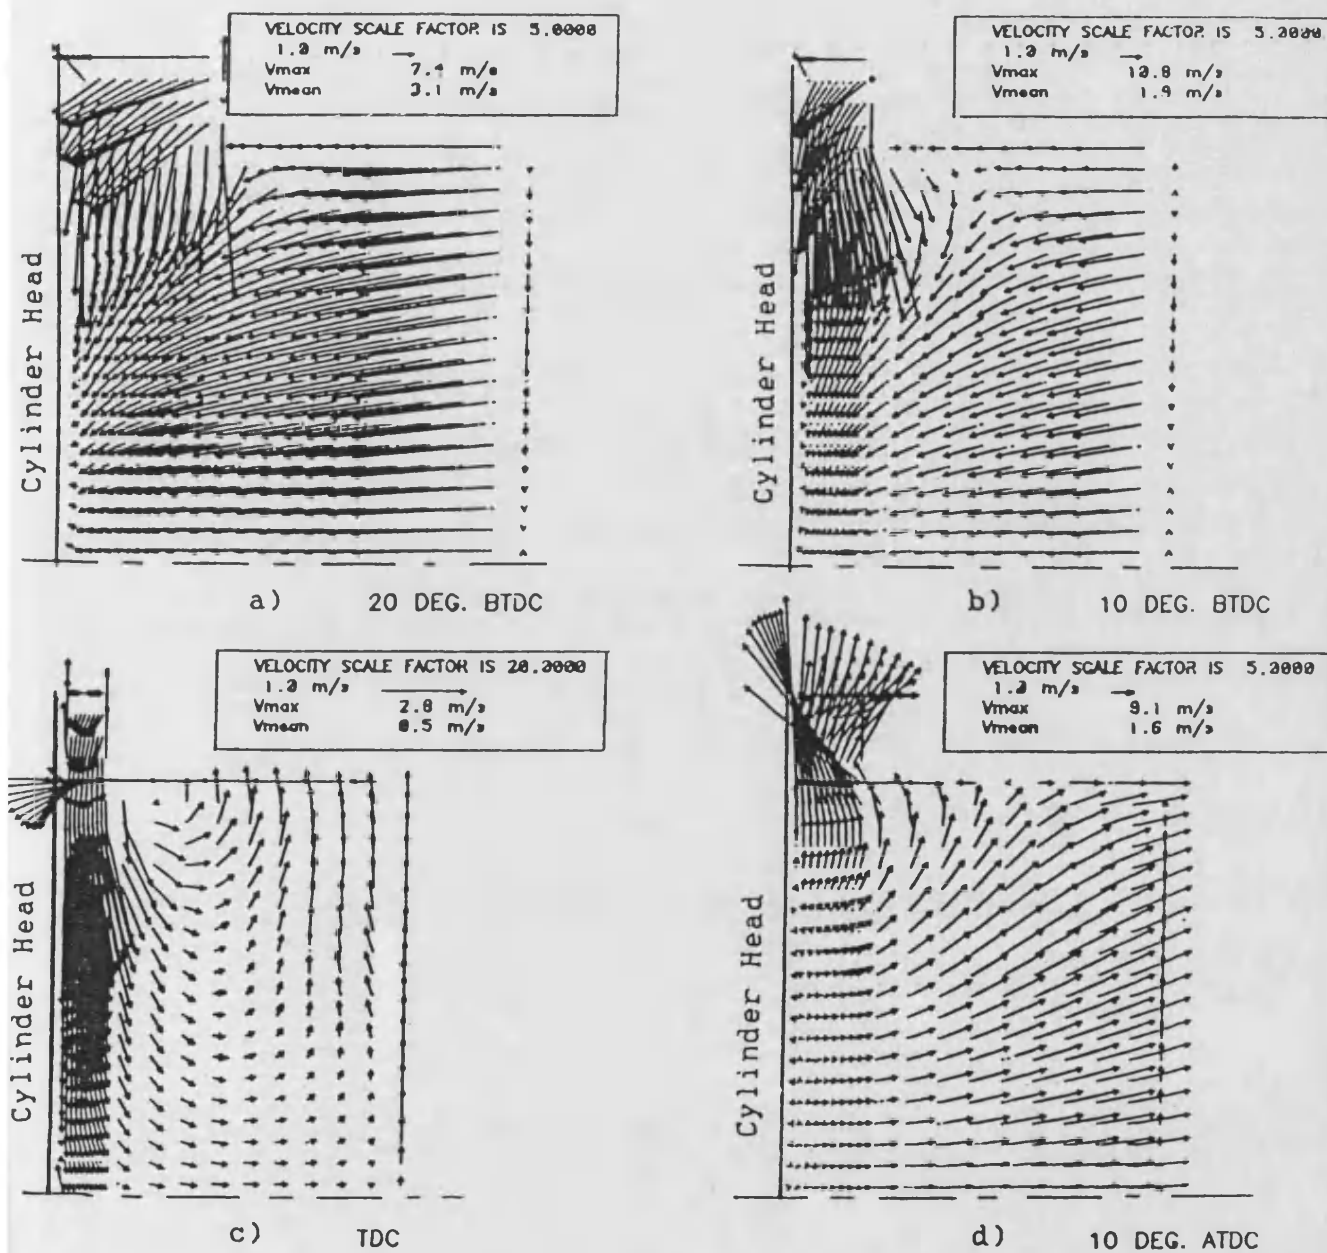 VELOCITY SCALE FACTOR IS 5.0000
1.0 m/s
Vmax 7.4 m/s
Vmean 3.1 m/s
Cylinder Head
a) 20 DEG. BTDC
VELOCITY SCALE FACTOR IS 5.0000
1.0 m/s
Vmax 10.8 m/s
Vmean 1.9 m/s
Cylinder Head
b) 10 DEG. BTDC
VELOCITY SCALE FACTOR IS 20.0000
1.0 m/s
Vmax 2.8 m/s
Vmean 0.5 m/s
Cylinder Head
c) TDC
VELOCITY SCALE FACTOR IS 5.0000
1.0 m/s
Vmax 9.1 m/s
Vmean 1.6 m/s
Cylinder Head
d) 10 DEG. ATDC